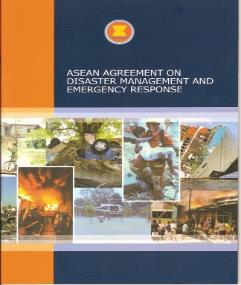 ASEAN AGREEMENT ON
DISASTER MANAGEMENT AND
EMERGENCY RESPONSE